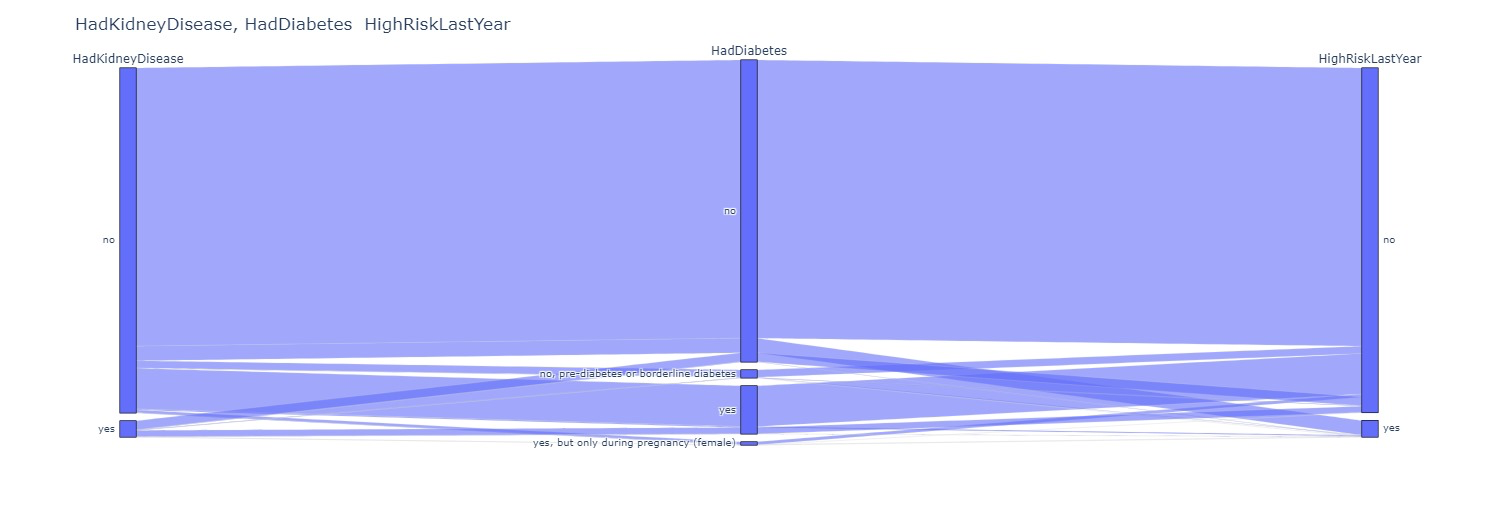 HadKidneyDisease, HadDiabetes  HighRiskLastYear
HadKidneyDisease
HadDiabetes
HighRiskLastYear
no
no
no
no, pre-diabetes or borderline diabetes
yes
yes
yes
yes, but only during pregnancy (female)